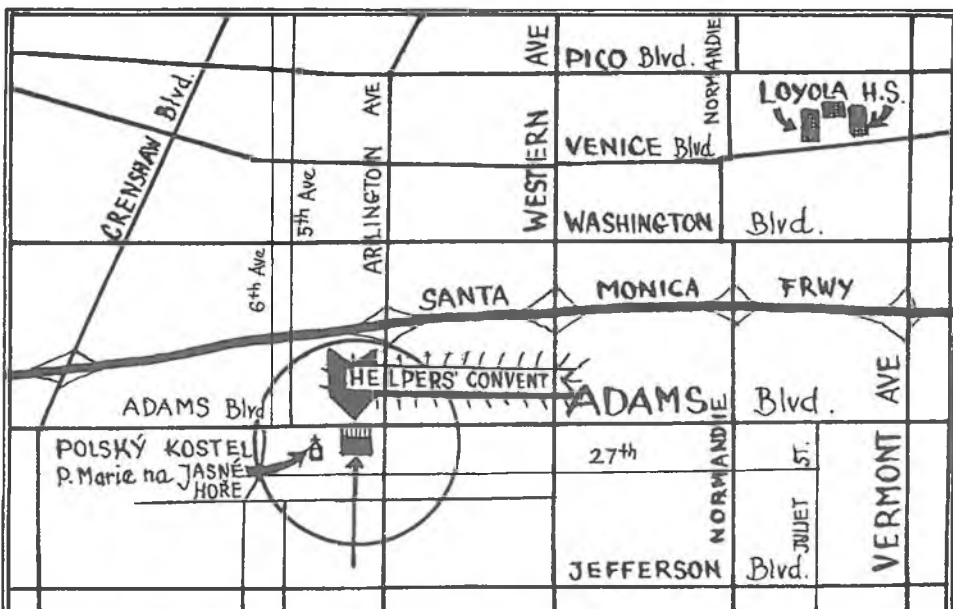 PICO Blvd.
NORMANDIE
WESTERN AVE
LOYOLA H.S.
CRENSHAW Blvd.
ARLINGTON AVE
VENICE Blvd
5th Ave
WASHINGTON Blvd.
6th Ave
SANTA MONICA FRWY
HELPERS' CONVENT
ADAMS Blvd
ADAMS Blvd.
VERMONT AVE
POLSKÝ KOSTEL
P. Marie na JASNÉ
HOŘE
27th
NORMANDIE
JULIET S.
JEFFERSON Blvd.